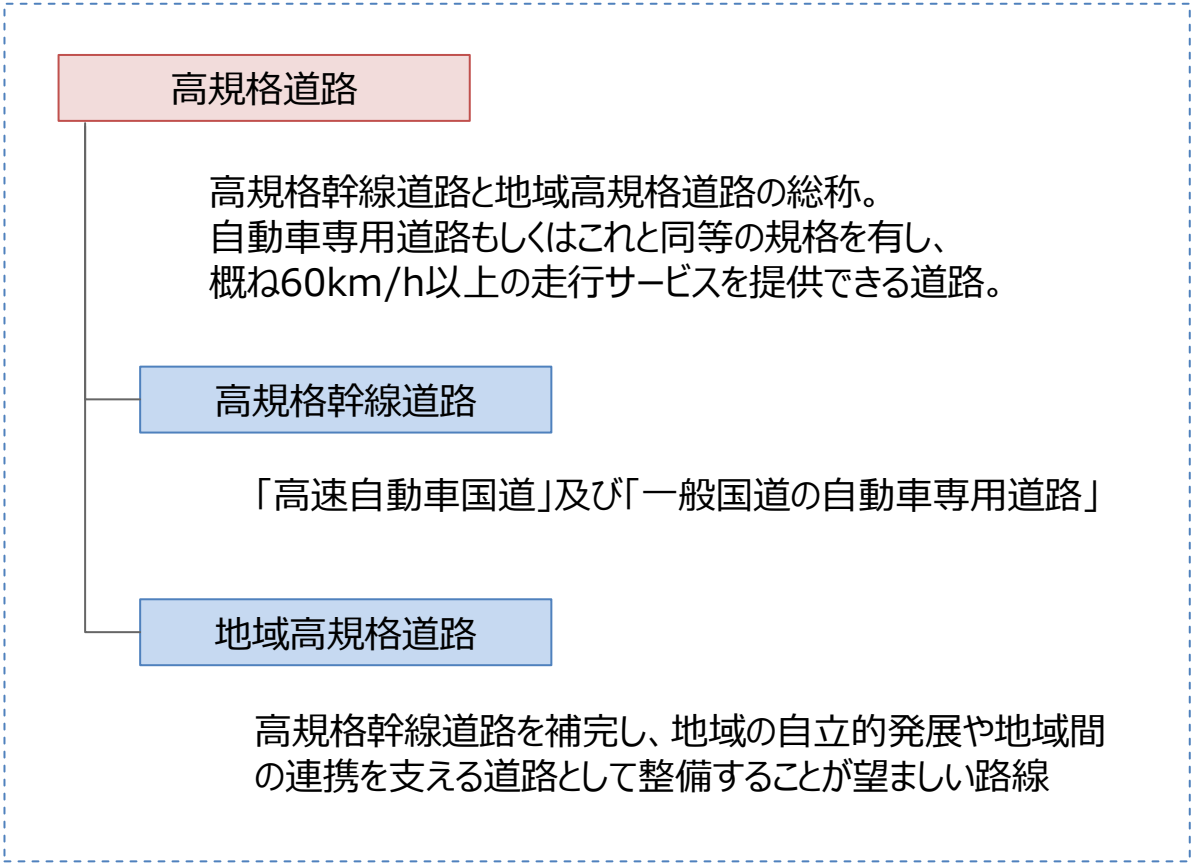 高規格道路
高規格幹線道路と地域高規格道路の総称。
自動車専用道路もしくはこれと同等の規格を有し、
概ね60km/h以上の走行サービスを提供できる道路。
高規格幹線道路
「高速自動車国道」及び「一般国道の自動車専用道路」
地域高規格道路
高規格幹線道路を補完し、地域の自立的発展や地域間
の連携を支える道路として整備することが望ましい路線